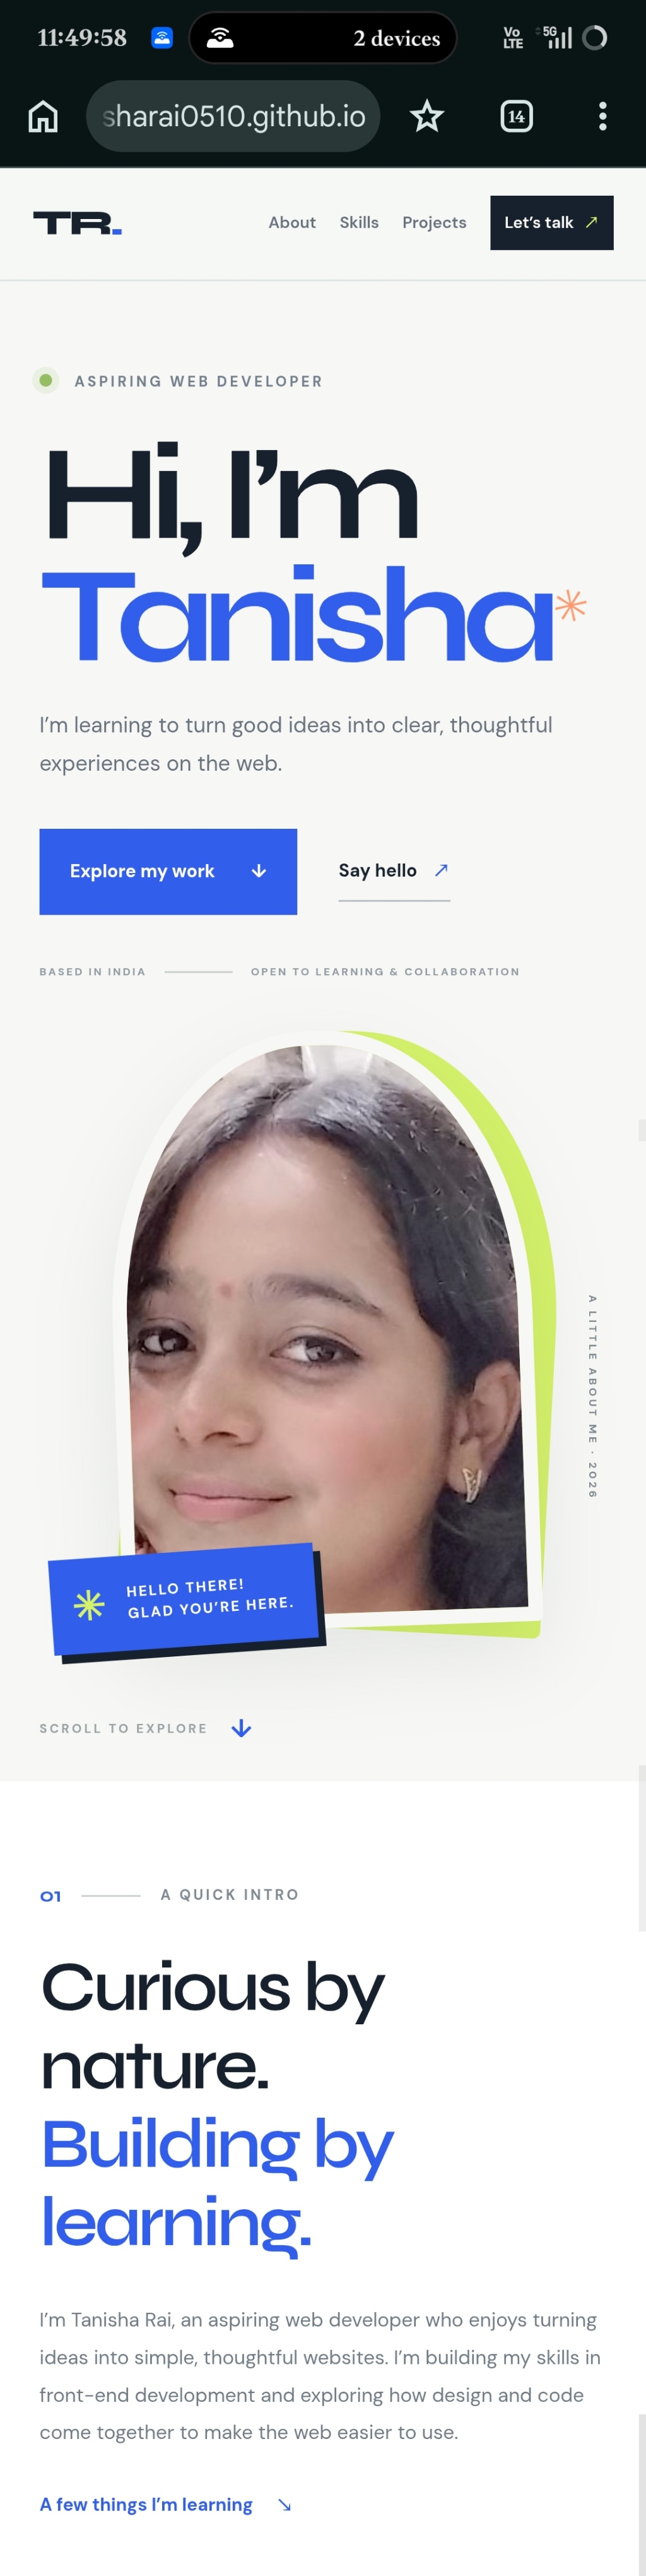 11:49:58
2 devices
Vo
LTE
5G
sharai0510.github.io
14
TR.
About
Skills
Projects
Let’s talk ↗
ASPIRING WEB DEVELOPER
Hi, I’m
Tanisha*
I’m learning to turn good ideas into clear, thoughtful
experiences on the web.
Explore my work ↓
Say hello ↗
BASED IN INDIA
OPEN TO LEARNING & COLLABORATION
A LITTLE ABOUT ME · 2026
HELLO THERE!
GLAD YOU’RE HERE.
SCROLL TO EXPLORE ↓
01
A QUICK INTRO
Curious by
nature.
Building by
learning.
I’m Tanisha Rai, an aspiring web developer who enjoys turning
ideas into simple, thoughtful websites. I’m building my skills in
front-end development and exploring how design and code
come together to make the web easier to use.
A few things I’m learning ↘